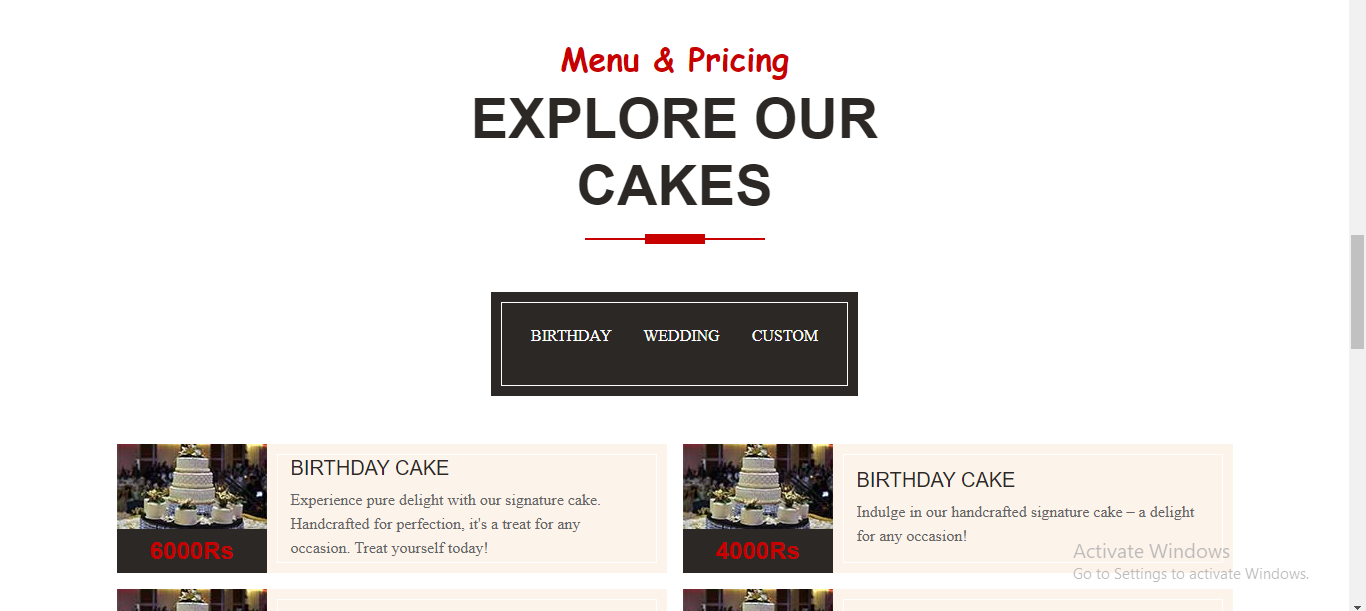 Menu & Pricing
EXPLORE OUR
CAKES
BIRTHDAY WEDDING CUSTOM
BIRTHDAY CAKE
Experience pure delight with our signature cake.
Handcrafted for perfection, it's a treat for any
occasion. Treat yourself today!
6000Rs
BIRTHDAY CAKE
Indulge in our handcrafted signature cake – a delight
for any occasion!
4000Rs
Activate Windows
Go to Settings to activate Windows.